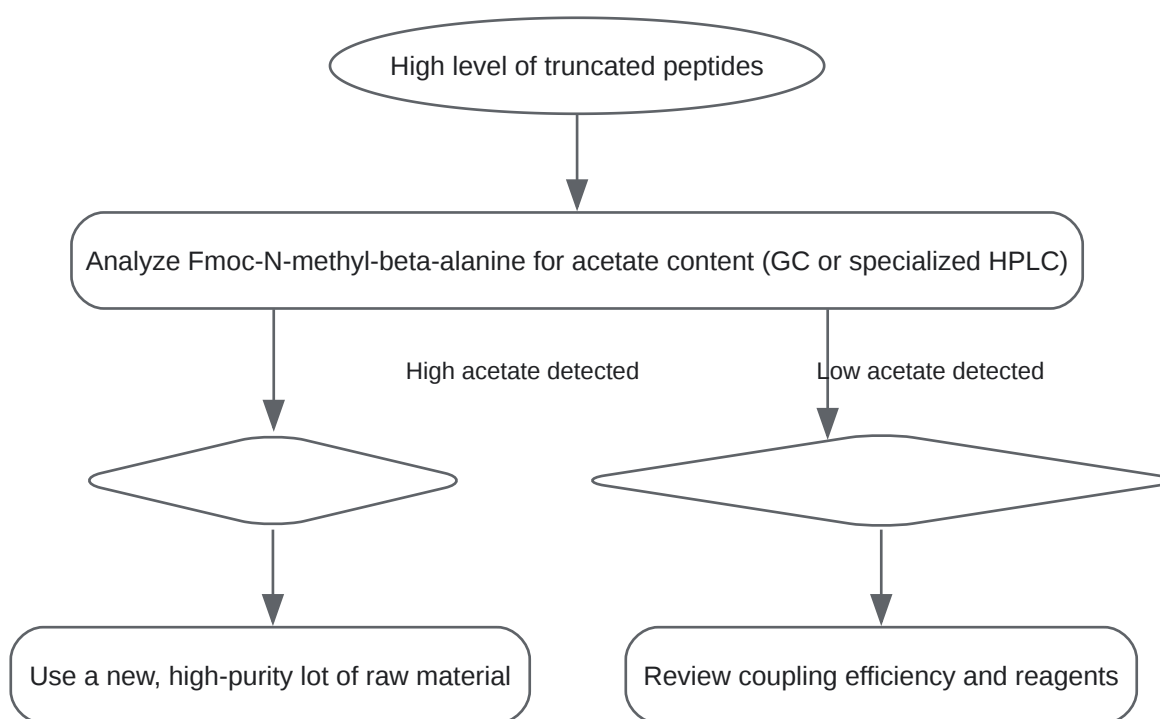 High level of truncated peptides
Analyze Fmoc-N-methyl-beta-alanine for acetate content (GC or specialized HPLC)
High acetate detected
Low acetate detected
Use a new, high-purity lot of raw material
Review coupling efficiency and reagents